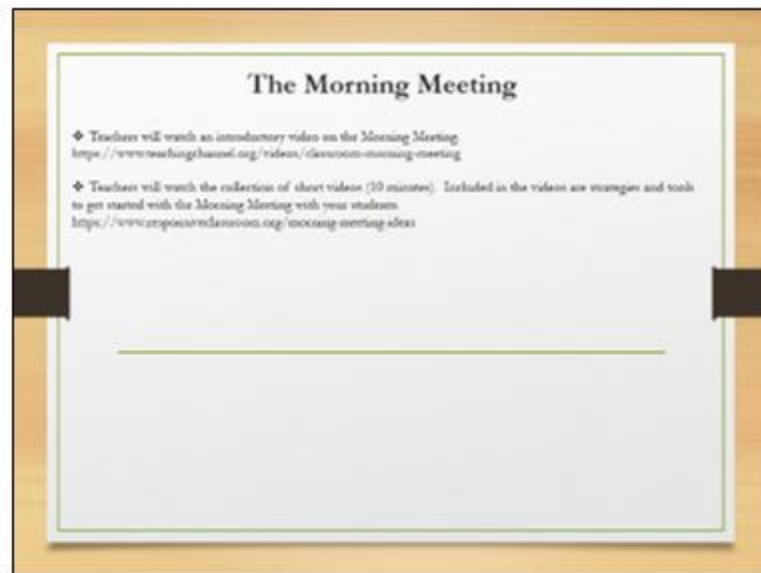 The Morning Meeting
❖ Teachers will watch an introductory video on the Morning Meeting.
https://www.teachingchannel.org/videos/classroom-morning-meeting
❖ Teachers will watch the collection of short videos (10 minutes). Included in the videos are strategies and tools
to get started with the Morning Meeting with your students.
https://www.responsiveclassroom.org/morning-meeting-ideas